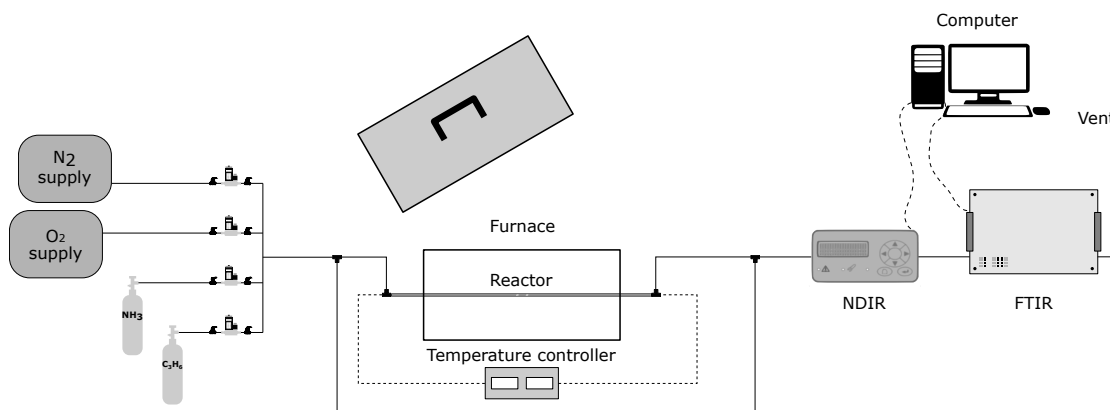 Computer
Vent
N2
supply
O2
supply
Furnace
Reactor
NH3
NDIR
FTIR
Temperature controller
C3H6